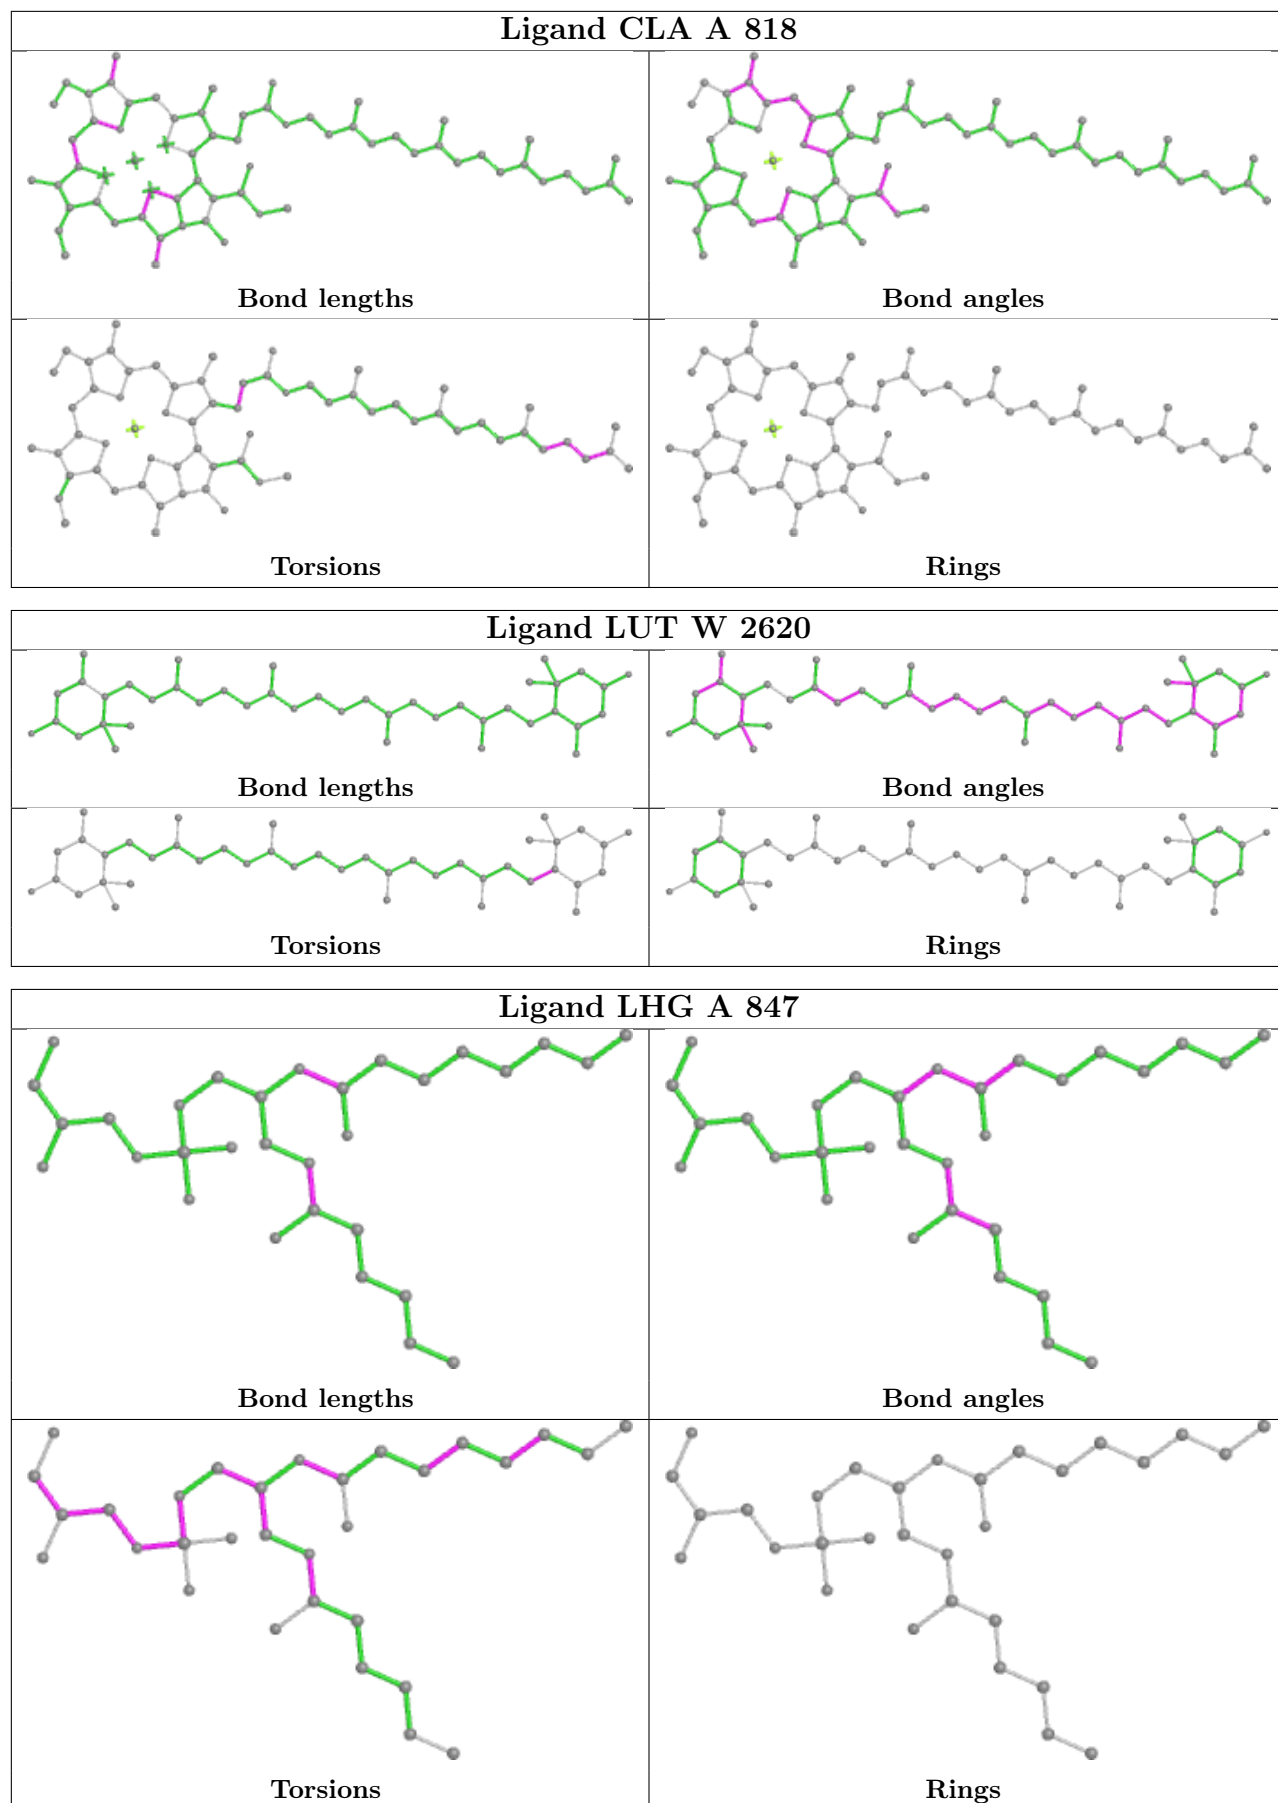 Ligand CLA A 818
Bond lengths
Bond angles
Torsions
Rings
Ligand LUT W 2620
Bond lengths
Bond angles
Torsions
Rings
Ligand LHG A 847
Bond lengths
Bond angles
Torsions
Rings